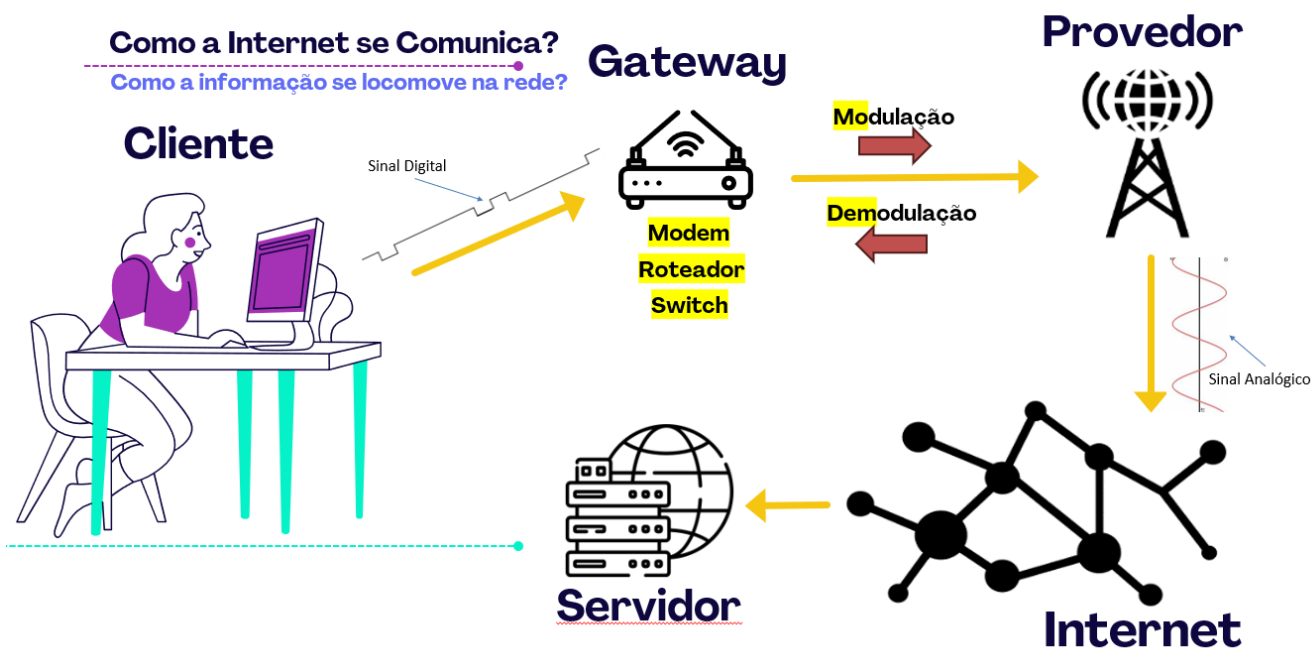 Como a Internet se Comunica?
Como a informação se locomove na rede?
Cliente
Sinal Digital
Gateway
Modem
Roteador
Switch
Modulação
Demodulação
Provedor
Sinal Analógico
Internet
Servidor